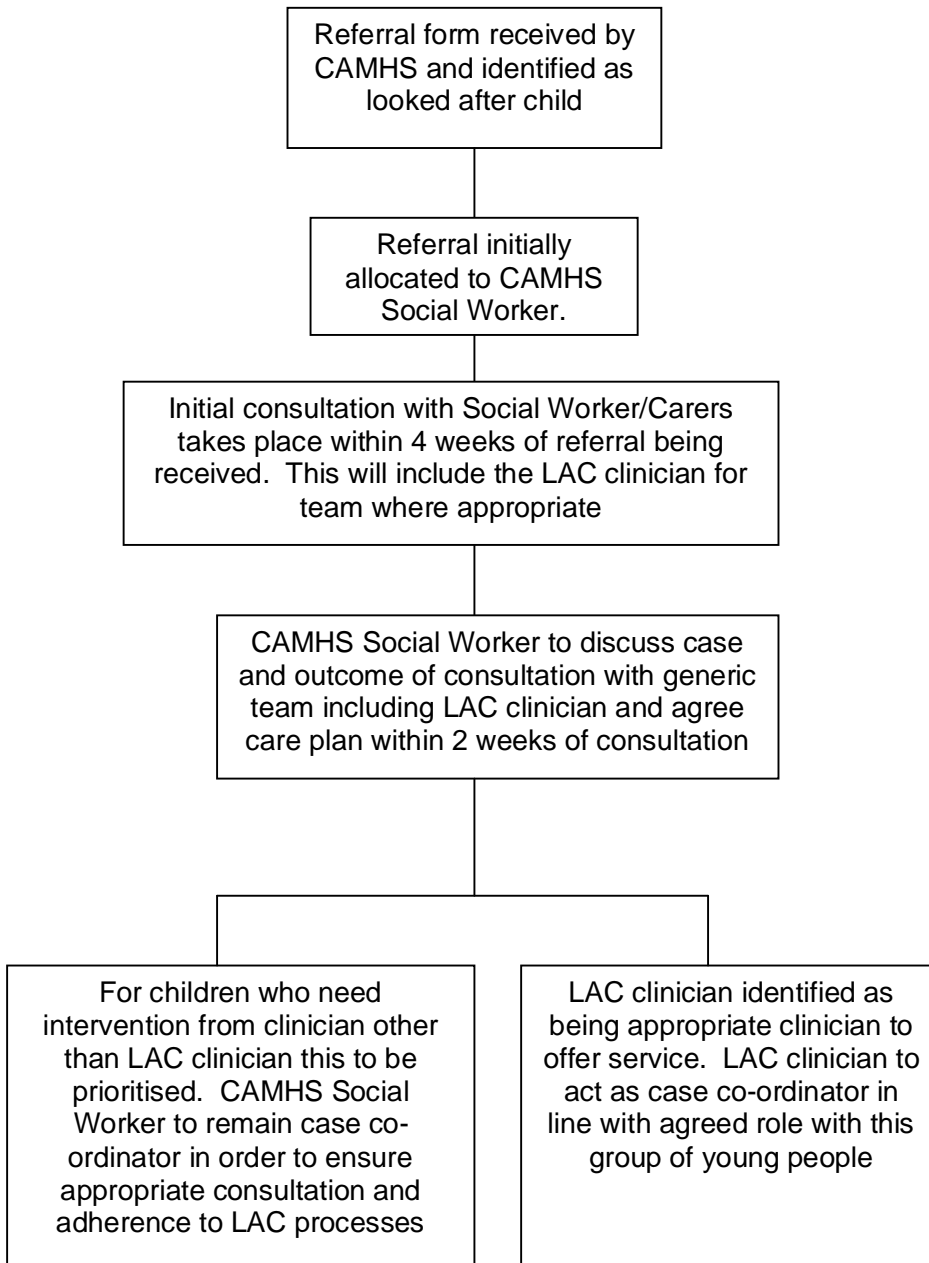 Referral form received by
CAMHS and identified as
looked after child
Referral initially
allocated to CAMHS
Social Worker.
Initial consultation with Social Worker/Carers
takes place within 4 weeks of referral being
received.  This will include the LAC clinician for
team where appropriate
CAMHS Social Worker to discuss case
and outcome of consultation with generic
team including LAC clinician and agree
care plan within 2 weeks of consultation
For children who need
intervention from clinician other
than LAC clinician this to be
prioritised.  CAMHS Social
Worker to remain case co-
ordinator in order to ensure
appropriate consultation and
adherence to LAC processes
LAC clinician identified as
being appropriate clinician to
offer service.  LAC clinician to
act as case co-ordinator in
line with agreed role with this
group of young people